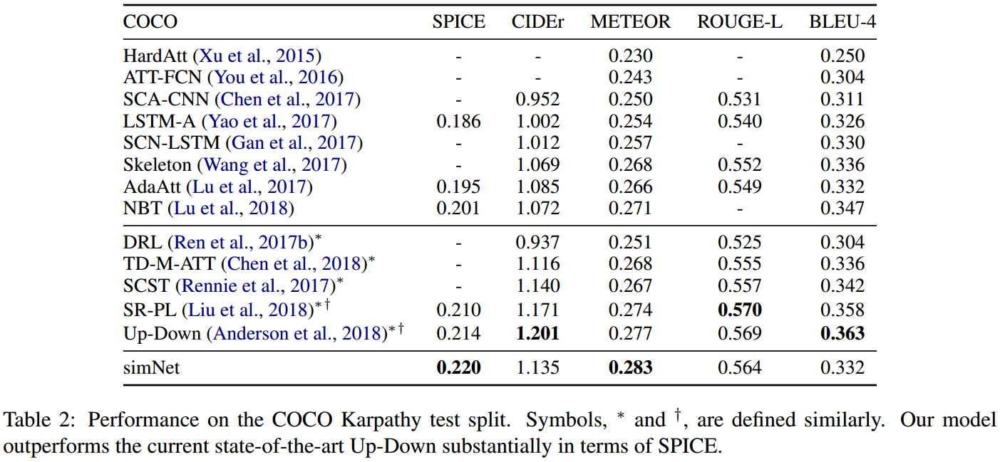 COCO SPICE CIDEr METEOR ROUGE-L BLEU-4
HardAtt (Xu et al., 2015) - - 0.230 - 0.250
ATT-FCN (You et al., 2016) - - 0.243 - 0.304
SCA-CNN (Chen et al., 2017) - 0.952 0.250 0.531 0.311
LSTM-A (Yao et al., 2017) 0.186 1.002 0.254 0.540 0.326
SCN-LSTM (Gan et al., 2017) - 1.012 0.257 - 0.330
Skeleton (Wang et al., 2017) - 1.069 0.268 0.552 0.336
AdaAtt (Lu et al., 2017) 0.195 1.085 0.266 0.549 0.332
NBT (Lu et al., 2018) 0.201 1.072 0.271 - 0.347
DRL (Ren et al., 2017b)* - 0.937 0.251 0.525 0.304
TD-M-ATT (Chen et al., 2018)* - 1.116 0.268 0.555 0.336
SCST (Rennie et al., 2017)* - 1.140 0.267 0.557 0.342
SR-PL (Liu et al., 2018)*† 0.210 1.171 0.274 0.570 0.358
Up-Down (Anderson et al., 2018)*† 0.214 1.201 0.277 0.569 0.363
simNet 0.220 1.135 0.283 0.564 0.332
Table 2: Performance on the COCO Karpathy test split. Symbols, * and †, are defined similarly. Our model
outperforms the current state-of-the-art Up-Down substantially in terms of SPICE.